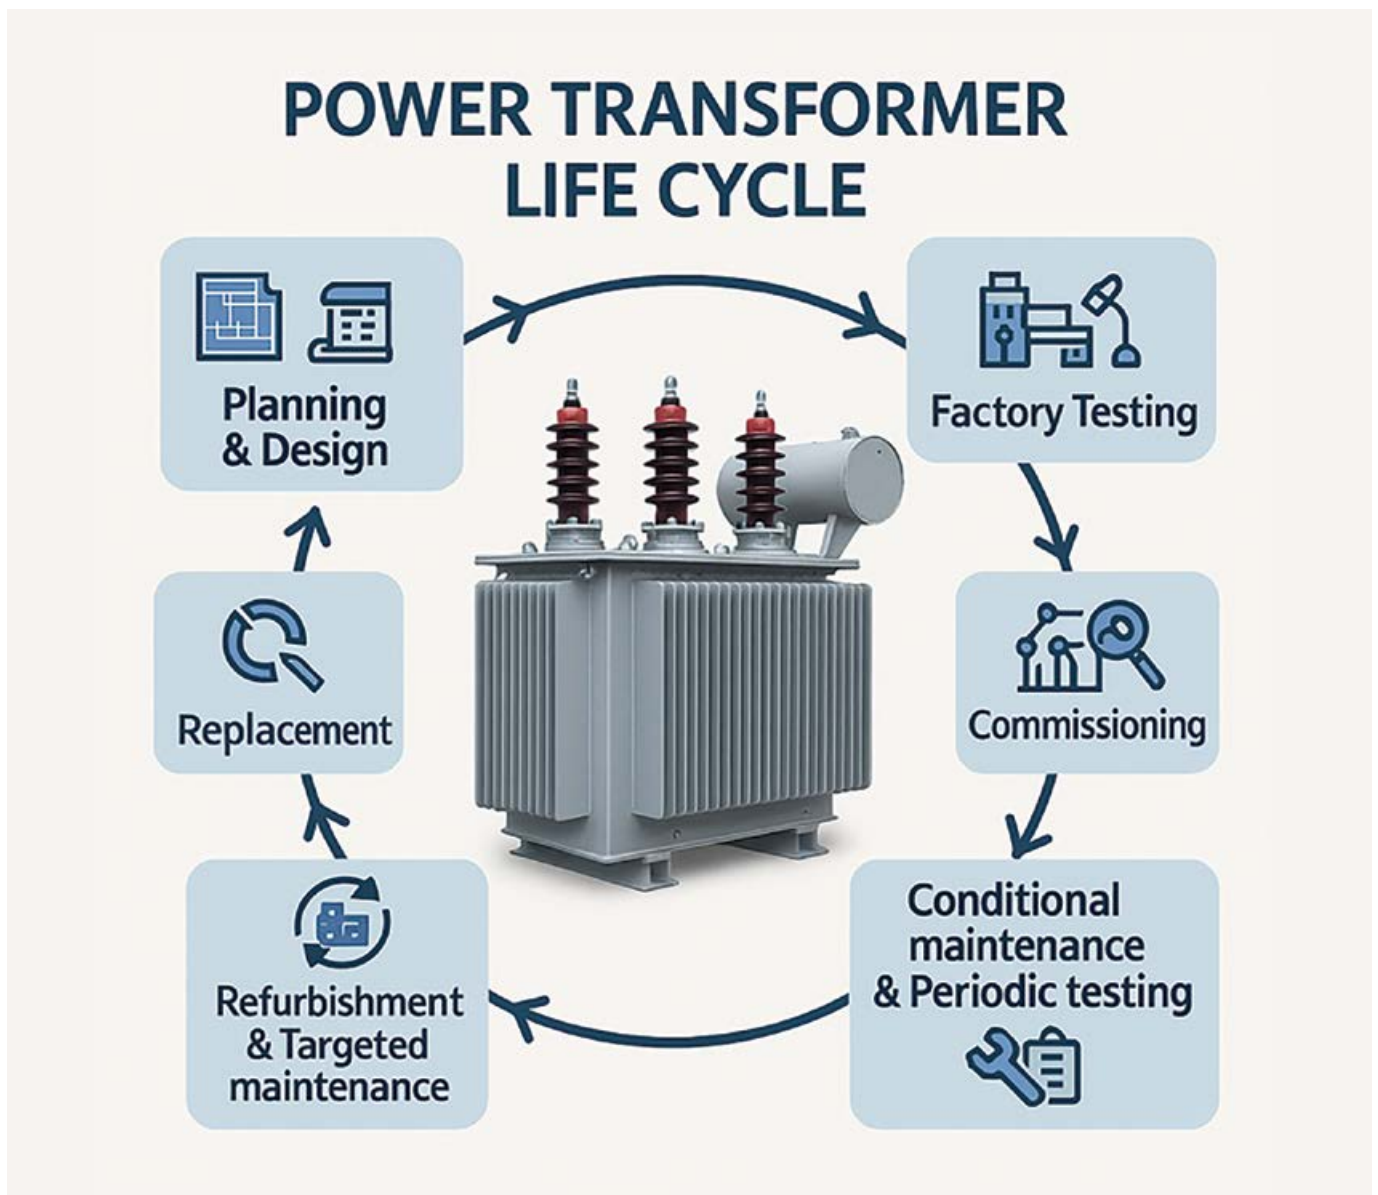 POWER TRANSFORMER
LIFE CYCLE
Planning
& Design
Factory Testing
Commissioning
Conditional
maintenance
& Periodic testing
Refurbishment
& Targeted
maintenance
Replacement